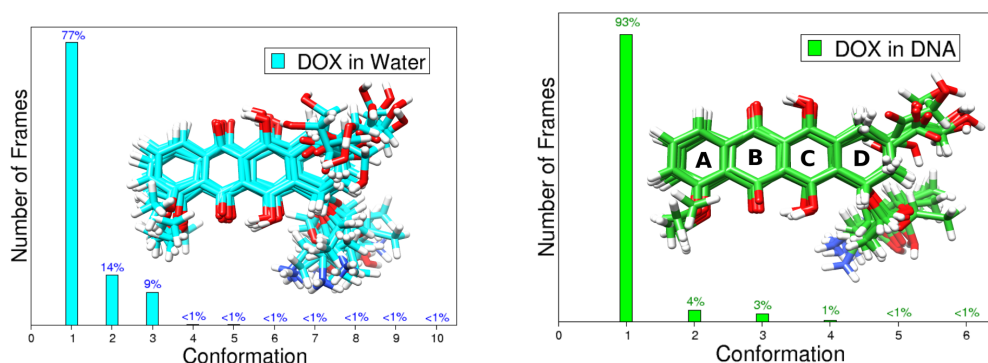 77%
DOX in Water
14%
9%
<1% <1% <1% <1% <1% <1% <1%
0 1 2 3 4 5 6 7 8 9 10
Conformation
Number of Frames
93%
DOX in DNA
A B C D
4%
3%
1%
<1% <1%
0 1 2 3 4 5 6
Conformation
Number of Frames